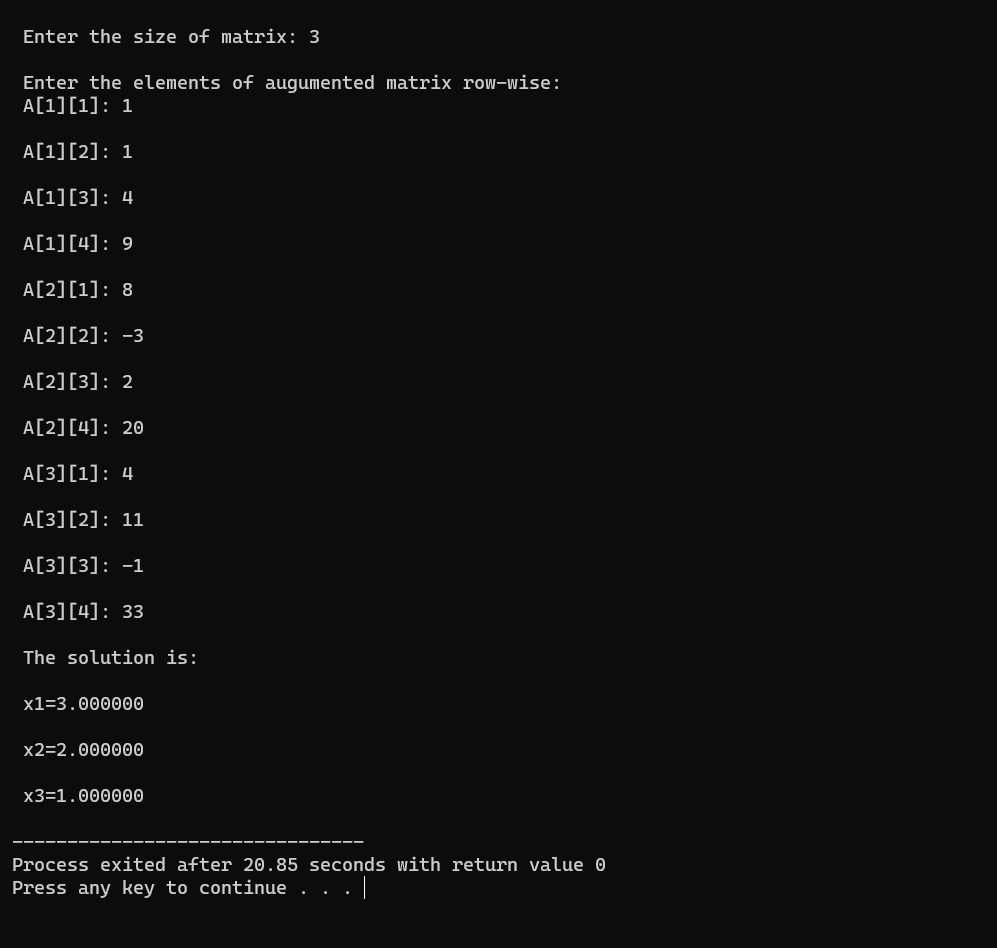 Enter the size of matrix: 3
Enter the elements of augumented matrix row-wise:
A[1][1]: 1
A[1][2]: 1
A[1][3]: 4
A[1][4]: 9
A[2][1]: 8
A[2][2]: -3
A[2][3]: 2
A[2][4]: 20
A[3][1]: 4
A[3][2]: 11
A[3][3]: -1
A[3][4]: 33
The solution is:
x1=3.000000
x2=2.000000
x3=1.000000
--------------------------------
Process exited after 20.85 seconds with return value 0
Press any key to continue . . .